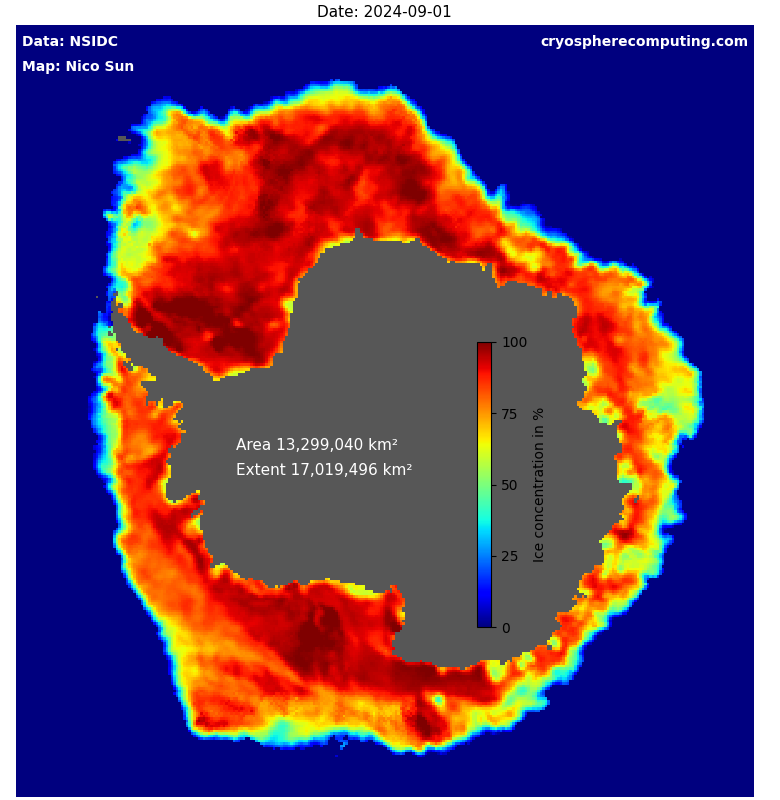 Date: 2024-09-01
Data: NSIDC
cryospherecomputing.com
Map: Nico Sun
100
75
50
25
0
Ice concentration in %
Area 13,299,040 km²
Extent 17,019,496 km²